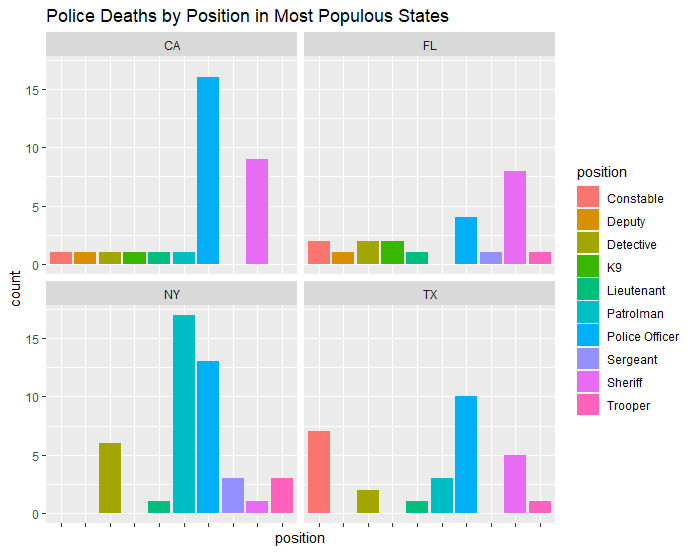 Police Deaths by Position in Most Populous States
CA
FL
15
10
5
0
NY
TX
15
10
5
0
count
position
position
Constable
Deputy
Detective
K9
Lieutenant
Patrolman
Police Officer
Sergeant
Sheriff
Trooper